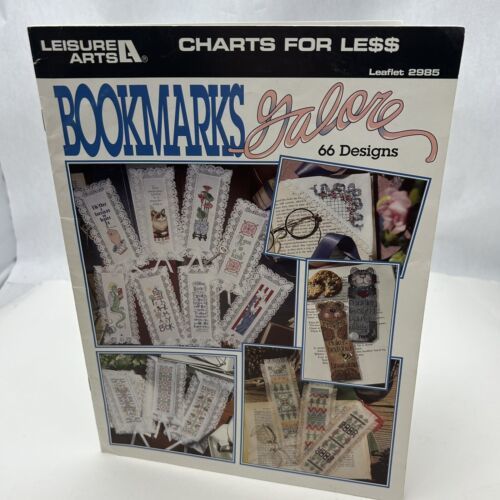 LEISURE ARTS
CHARTS FOR LE$$
Leaflet 2985
BOOKMARKS
Galore
66 Designs